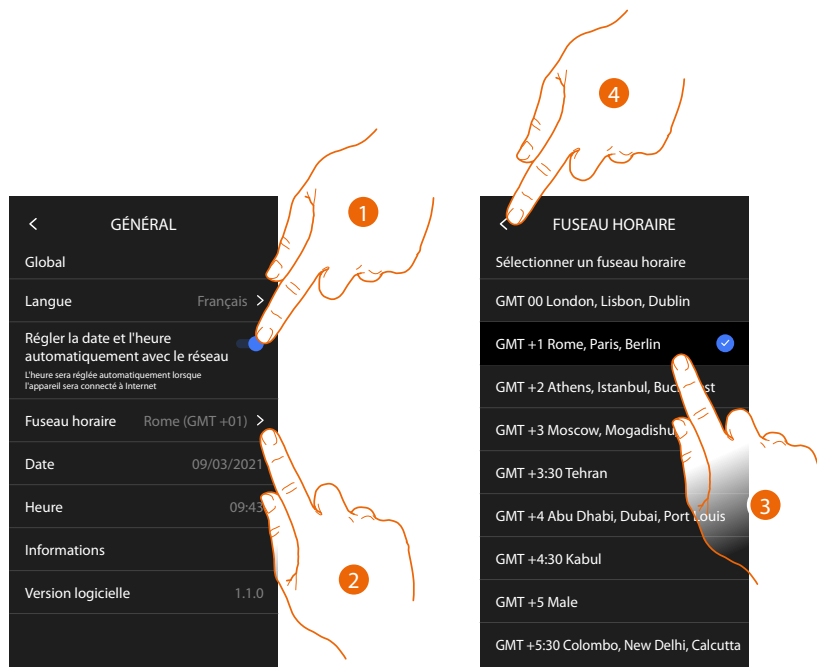 4
1
< GÉNÉRAL
Global
Langue Français >
Régler la date et l'heure
automatiquement avec le réseau
L'heure sera réglée automatiquement lorsque
l'appareil sera connecté à Internet
Fuseau horaire Rome (GMT +01) >
Date 09/03/2021
Heure 09:43
Informations
Version logicielle 1.1.0
2
< FUSEAU HORAIRE
Sélectionner un fuseau horaire
GMT 00 London, Lisbon, Dublin
GMT +1 Rome, Paris, Berlin
GMT +2 Athens, Istanbul,
GMT +3 Moscow, Mogadishu
GMT +3:30 Tehran
GMT +4 Abu Dhabi, Dubai, Port Louis
GMT +4:30 Kabul
GMT +5 Male
GMT +5:30 Colombo, New Delhi, Calcutta
3